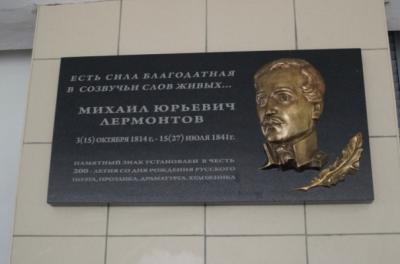 ЕСТЬ СИЛА БЛАГОДАТНАЯ
В СОЗВУЧЬИ СЛОВ ЖИВЫХ...
МИХАИЛ ЮРЬЕВИЧ
ЛЕРМОНТОВ
3(15) ОКТЯБРЯ 1814 г. - 15(27) ИЮЛЯ 1841г.
ПАМЯТНЫЙ ЗНАК УСТАНОВЛЕН В ЧЕСТЬ
200 - ЛЕТИЯ СО ДНЯ РОЖДЕНИЯ РУССКОГО
ПОЭТА, ПРОЗАИКА, ДРАМАТУРГА, ХУДОЖНИКА